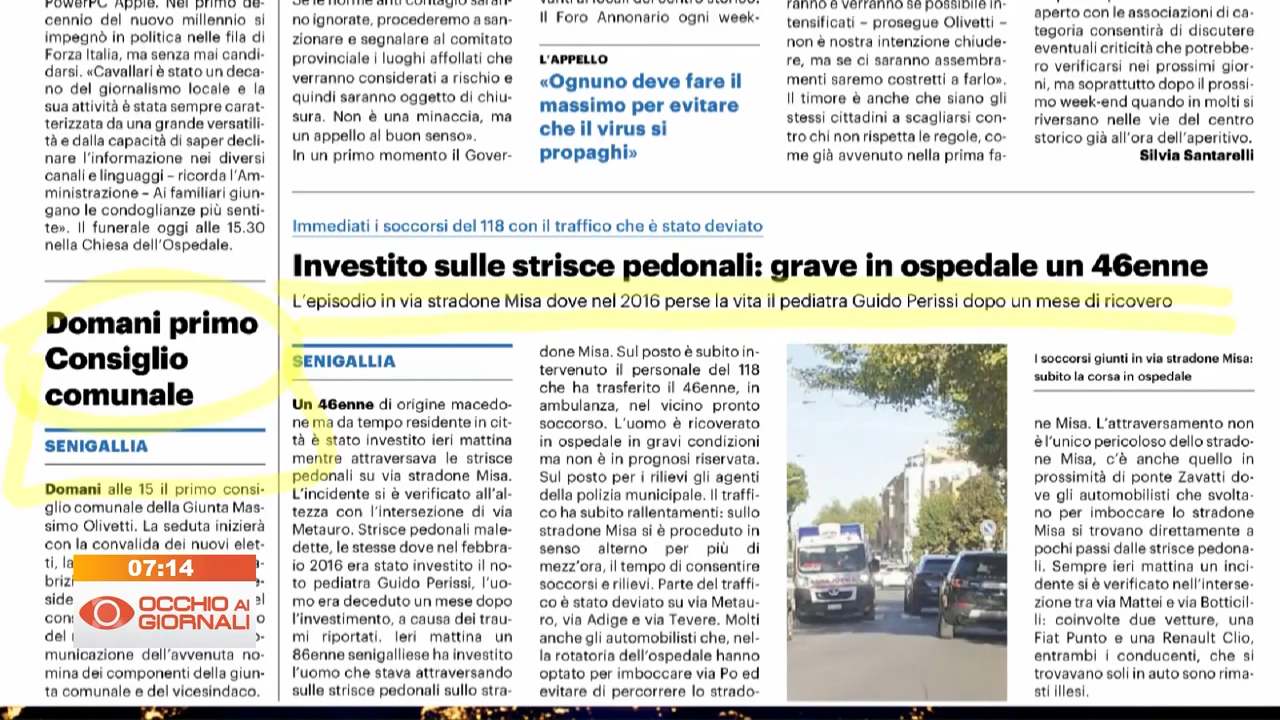 PowerPC Apple. Nel primo de-
cennio del nuovo millennio si
impegnò in politica nelle fila di
Forza Italia, ma senza mai candi-
darsi. «Cavallari è stato un deca-
no del giornalismo locale e la
sua attività è stata sempre carat-
terizzata da una grande versatili-
tà e dalla capacità di saper decli-
nare l'informazione nei diversi
canali e linguaggi – ricorda l'Am-
ministrazione – Ai familiari giun-
gano le condoglianze più senti-
te». Il funerale oggi alle 15.30
nella Chiesa dell'Ospedale.
Domani primo
Consiglio
comunale
SENIGALLIA
Domani alle 15 il primo consi-
glio comunale della Giunta Mas-
simo Olivetti. La seduta inizierà
con la convalida dei nuovi elet-
ti, la
brizi
side
con
del
municazione dell'avvenuta no-
mina dei componenti della giun-
ta comunale e del vicesindaco.
07:14
OCCHIO AI
GIORNALI
Se le norme anti contagio saran-
no ignorate, procederemo a san-
zionare e segnalare al comitato
provinciale i luoghi affollati che
verranno considerati a rischio e
quindi saranno oggetto di chiu-
sura. Non è una minaccia, ma
un appello al buon senso».
In un primo momento il Gover-
Il Foro Annonario ogni week-
L'APPELLO
«Ognuno deve fare il
massimo per evitare
che il virus si
propaghi»
ranno e verranno se possibile in-
tensificati – prosegue Olivetti –
non è nostra intenzione chiude-
re, ma se ci saranno assembra-
menti saremo costretti a farlo».
Il timore è anche che siano gli
stessi cittadini a scagliarsi con-
tro chi non rispetta le regole, co-
me già avvenuto nella prima fa-
aperto con le associazioni di ca-
tegoria consentirà di discutere
eventuali criticità che potrebbe-
ro verificarsi nei prossimi gior-
ni, ma soprattutto dopo il prossi-
mo week-end quando in molti si
riversano nelle vie del centro
storico già all'ora dell'aperitivo.
Silvia Santarelli
Immediati i soccorsi del 118 con il traffico che è stato deviato
Investito sulle strisce pedonali: grave in ospedale un 46enne
L'episodio in via stradone Misa dove nel 2016 perse la vita il pediatra Guido Perissi dopo un mese di ricovero
SENIGALLIA
Un 46enne di origine macedo-
ne ma da tempo residente in cit-
tà è stato investito ieri mattina
mentre attraversava le strisce
pedonali su via stradone Misa.
L'incidente si è verificato all'al-
tezza con l'intersezione di via
Metauro. Strisce pedonali male-
dette, le stesse dove nel febbra-
io 2016 era stato investito il no-
to pediatra Guido Perissi, l'uo-
mo era deceduto un mese dopo
l'investimento, a causa dei trau-
mi riportati. Ieri mattina un
86enne senigalliese ha investito
l'uomo che stava attraversando
sulle strisce pedonali sullo stra-
done Misa. Sul posto è subito in-
tervenuto il personale del 118
che ha trasferito il 46enne, in
ambulanza, nel vicino pronto
soccorso. L'uomo è ricoverato
in ospedale in gravi condizioni
ma non è in prognosi riservata.
Sul posto per i rilievi gli agenti
della polizia municipale. Il traffi-
co ha subito rallentamenti: sullo
stradone Misa si è proceduto in
senso alterno per più di
mezz'ora, il tempo di consentire
soccorsi e rilievi. Parte del traffi-
co è stato deviato su via Metau-
ro, via Adige e via Tevere. Molti
anche gli automobilisti che, nel-
la rotatoria dell'ospedale hanno
optato per imboccare via Po ed
evitare di percorrere lo strado-
I soccorsi giunti in via stradone Misa:
subito la corsa in ospedale
ne Misa. L'attraversamento non
è l'unico pericoloso dello strado-
ne Misa, c'è anche quello in
prossimità di ponte Zavatti do-
ve gli automobilisti che svolta-
no per imboccare lo stradone
Misa si trovano direttamente a
pochi passi dalle strisce pedona-
li. Sempre ieri mattina un inci-
dente si è verificato nell'interse-
zione tra via Mattei e via Botticil-
li: coinvolte due vetture, una
Fiat Punto e una Renault Clio,
entrambi i conducenti, che si
trovavano soli in auto sono rima-
sti illesi.